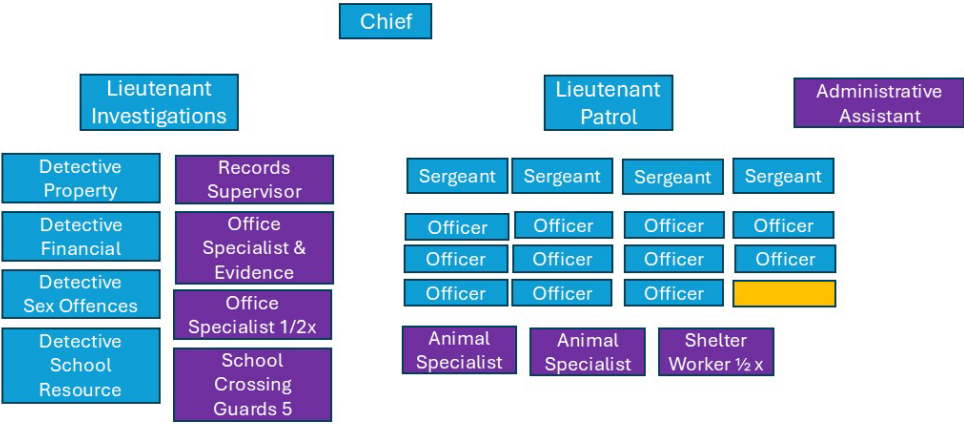 Chief
Lieutenant
Investigations
Lieutenant
Patrol
Administrative
Assistant
Detective
Property
Records
Supervisor
Detective
Financial
Office
Specialist &
Evidence
Detective
Sex Offences
Office
Specialist 1/2x
Detective
School
Resource
School
Crossing
Guards 5
Sergeant
Sergeant
Sergeant
Sergeant
Officer
Officer
Officer
Officer
Officer
Officer
Officer
Officer
Officer
Officer
Officer
Animal
Specialist
Animal
Specialist
Shelter
Worker ½ x